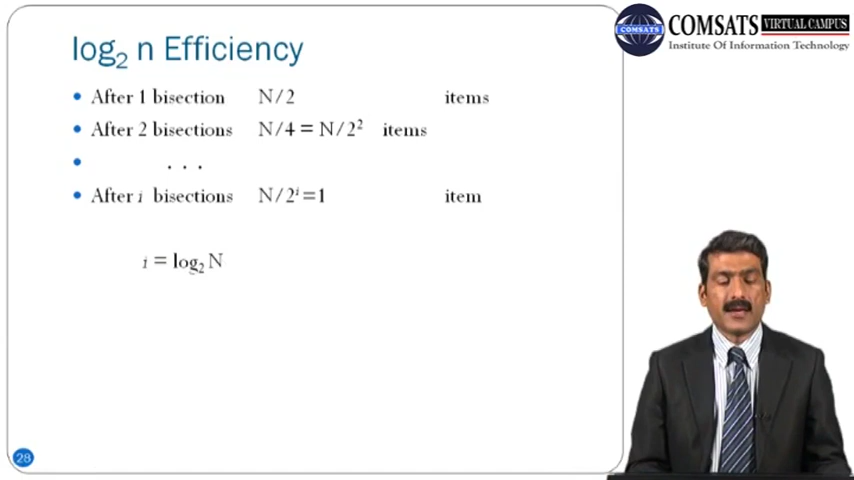 log₂ n Efficiency
• After 1 bisection N/2 items
• After 2 bisections N/4 = N/2² items
• . . .
• After i bisections N/2ⁱ=1 item
i = log₂ N
28
COMSATS VIRTUAL CAMPUS
Institute Of Information Technology
COMSATS